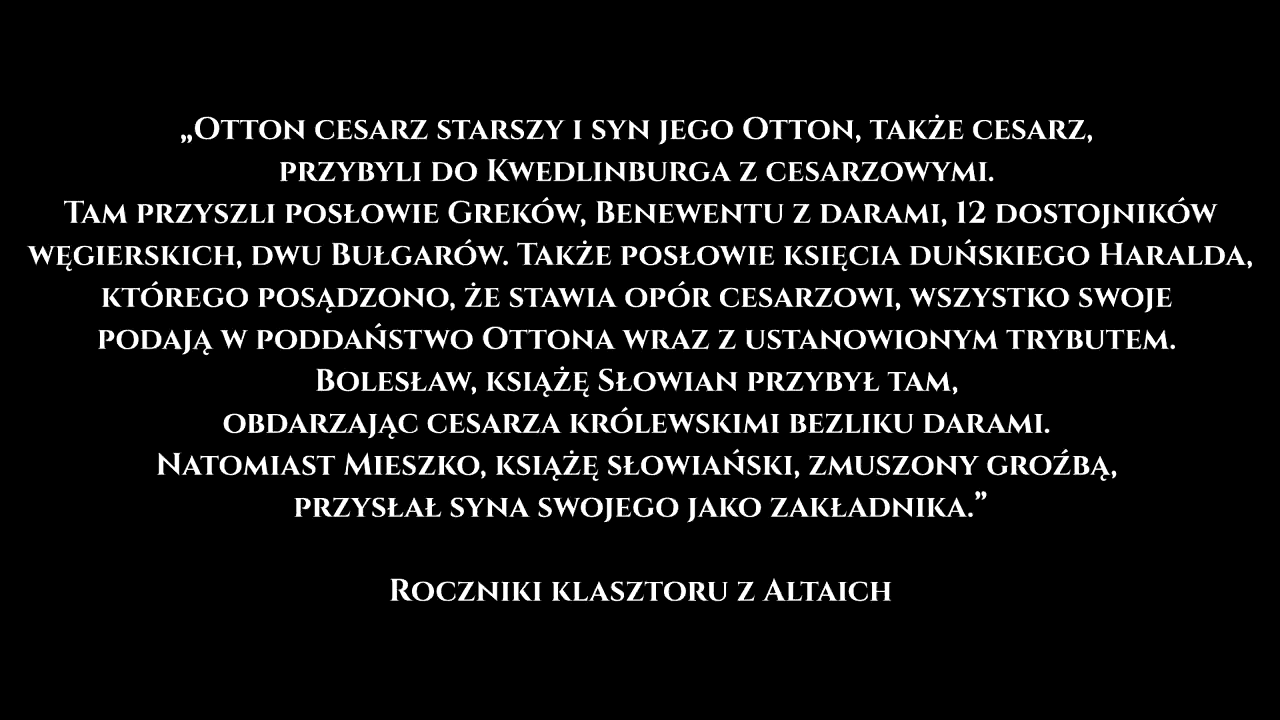 „Otton cesarz starszy i syn jego Otton, także cesarz,
przybyli do Kwedlinburga z cesarzowymi.
Tam przyszli posłowie Greków, Benewentu z darami, 12 dostojników
węgierskich, dwu Bułgarów. Także posłowie księcia duńskiego Haralda,
którego posądzono, że stawia opór cesarzowi, wszystko swoje
podają w poddaństwo Ottona wraz z ustanowionym trybutem.
Bolesław, książę Słowian przybył tam,
obdarzając cesarza królewskimi bezliku darami.
Natomiast Mieszko, książę słowiański, zmuszony groźbą,
przysłał syna swojego jako zakładnika.”
Roczniki klasztoru z Altaich